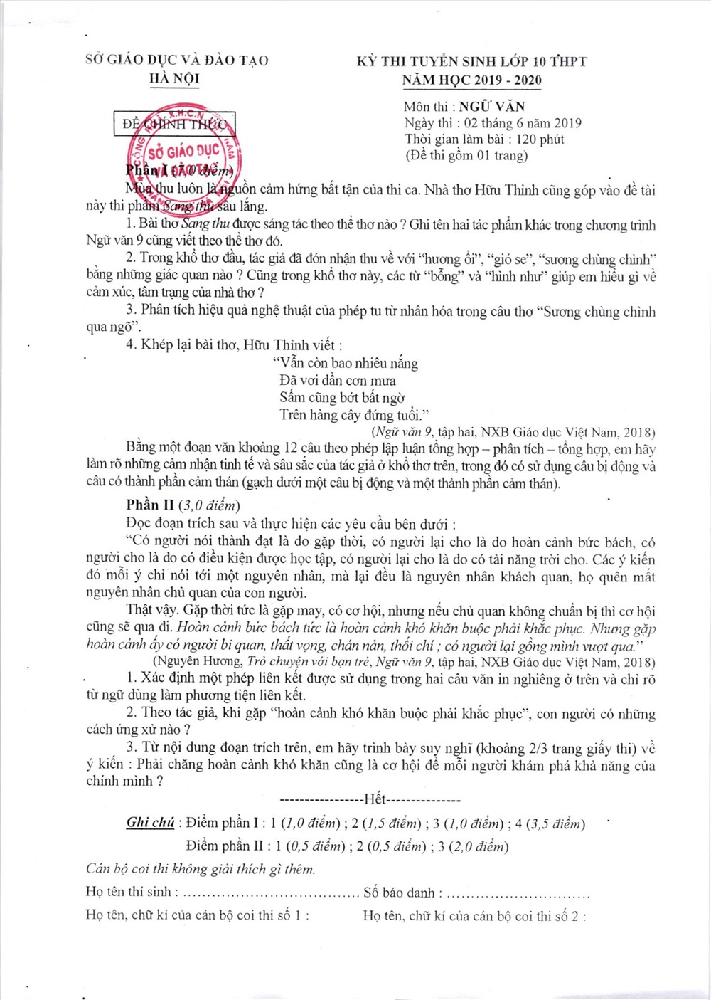 SỞ GIÁO DỤC VÀ ĐÀO TẠO
HÀ NỘI
KỲ THI TUYỂN SINH LỚP 10 THPT
NĂM HỌC 2019 - 2020
ĐỀ CHÍNH THỨC
Môn thi : NGỮ VĂN
Ngày thi : 02 tháng 6 năm 2019
Thời gian làm bài : 120 phút
(Đề thi gồm 01 trang)
SỞ GIÁO DỤC
VÀ ĐÀO TẠO
Phần I (7,0 điểm)
Mùa thu luôn là nguồn cảm hứng bất tận của thi ca. Nhà thơ Hữu Thỉnh cũng góp vào đề tài
này thi phẩm Sang thu sâu lắng.
1. Bài thơ Sang thu được sáng tác theo thể thơ nào ? Ghi tên hai tác phẩm khác trong chương trình
Ngữ văn 9 cũng viết theo thể thơ đó.
2. Trong khổ thơ đầu, tác giả đã đón nhận thu về với “hương ổi”, “gió se”, “sương chùng chình”
bằng những giác quan nào ? Cũng trong khổ thơ này, các từ “bỗng” và “hình như” giúp em hiểu gì về
cảm xúc, tâm trạng của nhà thơ ?
3. Phân tích hiệu quả nghệ thuật của phép tu từ nhân hóa trong câu thơ “Sương chùng chình
qua ngõ”.
4. Khép lại bài thơ, Hữu Thỉnh viết :
“Vẫn còn bao nhiêu nắng
Đã vơi dần cơn mưa
Sấm cũng bớt bất ngờ
Trên hàng cây đứng tuổi.”
(Ngữ văn 9, tập hai, NXB Giáo dục Việt Nam, 2018)
Bằng một đoạn văn khoảng 12 câu theo phép lập luận tổng hợp – phân tích – tổng hợp, em hãy
làm rõ những cảm nhận tinh tế và sâu sắc của tác giả ở khổ thơ trên, trong đó có sử dụng câu bị động và
câu có thành phần cảm thán (gạch dưới một câu bị động và một thành phần cảm thán).
Phần II (3,0 điểm)
Đọc đoạn trích sau và thực hiện các yêu cầu bên dưới :
“Có người nói thành đạt là do gặp thời, có người lại cho là do hoàn cảnh bức bách, có
người cho là do có điều kiện được học tập, có người lại cho là do có tài năng trời cho. Các ý kiến
đó mỗi ý chỉ nói tới một nguyên nhân, mà lại đều là nguyên nhân khách quan, họ quên mất
nguyên nhân chủ quan của con người.
Thật vậy. Gặp thời tức là gặp may, có cơ hội, nhưng nếu chủ quan không chuẩn bị thì cơ hội
cũng sẽ qua đi. Hoàn cảnh bức bách tức là hoàn cảnh khó khăn buộc phải khắc phục. Nhưng gặp
hoàn cảnh ấy có người bi quan, thất vọng, chán nản, thối chí ; có người lại gồng mình vượt qua.”
(Nguyên Hương, Trò chuyện với bạn trẻ, Ngữ văn 9, tập hai, NXB Giáo dục Việt Nam, 2018)
1. Xác định một phép liên kết được sử dụng trong hai câu văn in nghiêng ở trên và chỉ rõ
từ ngữ dùng làm phương tiện liên kết.
2. Theo tác giả, khi gặp “hoàn cảnh khó khăn buộc phải khắc phục”, con người có những
cách ứng xử nào ?
3. Từ nội dung đoạn trích trên, em hãy trình bày suy nghĩ (khoảng 2/3 trang giấy thi) về
ý kiến : Phải chăng hoàn cảnh khó khăn cũng là cơ hội để mỗi người khám phá khả năng của
chính mình ?
-----------------Hết---------------
Ghi chú : Điểm phần I : 1 (1,0 điểm) ; 2 (1,5 điểm) ; 3 (1,0 điểm) ; 4 (3,5 điểm)
Điểm phần II : 1 (0,5 điểm) ; 2 (0,5 điểm) ; 3 (2,0 điểm)
Cán bộ coi thi không giải thích gì thêm.
Họ tên thí sinh : ........................................ Số báo danh : ................................
Họ tên, chữ kí của cán bộ coi thi số 1 :
Họ tên, chữ kí của cán bộ coi thi số 2 :